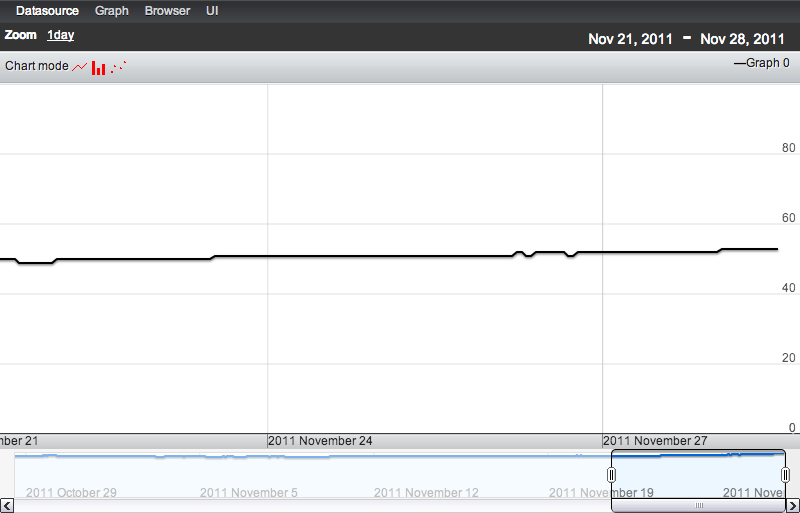 Datasource Graph Browser UI
Zoom 1day Nov 21, 2011 – Nov 28, 2011
Chart mode —Graph 0
80
60
40
20
0
nber 21 2011 November 24 2011 November 27
2011 October 29 2011 November 5 2011 November 12 2011 November 19 2011 Nove